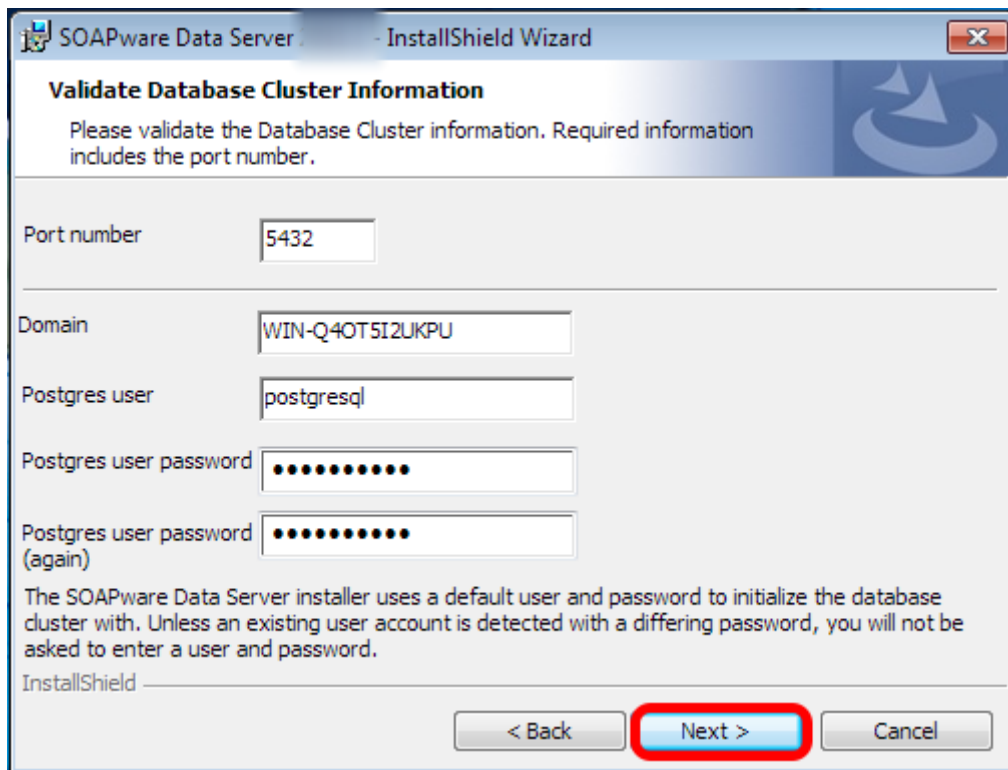 SOAPware Data Server - InstallShield Wizard
Validate Database Cluster Information
Please validate the Database Cluster information. Required information
includes the port number.
Port number 5432
Domain WIN-Q4OT5I2UKPU
Postgres user postgresql
Postgres user password ••••••••••
Postgres user password ••••••••••
(again)
The SOAPware Data Server installer uses a default user and password to initialize the database
cluster with. Unless an existing user account is detected with a differing password, you will not be
asked to enter a user and password.
InstallShield
< Back Next > Cancel